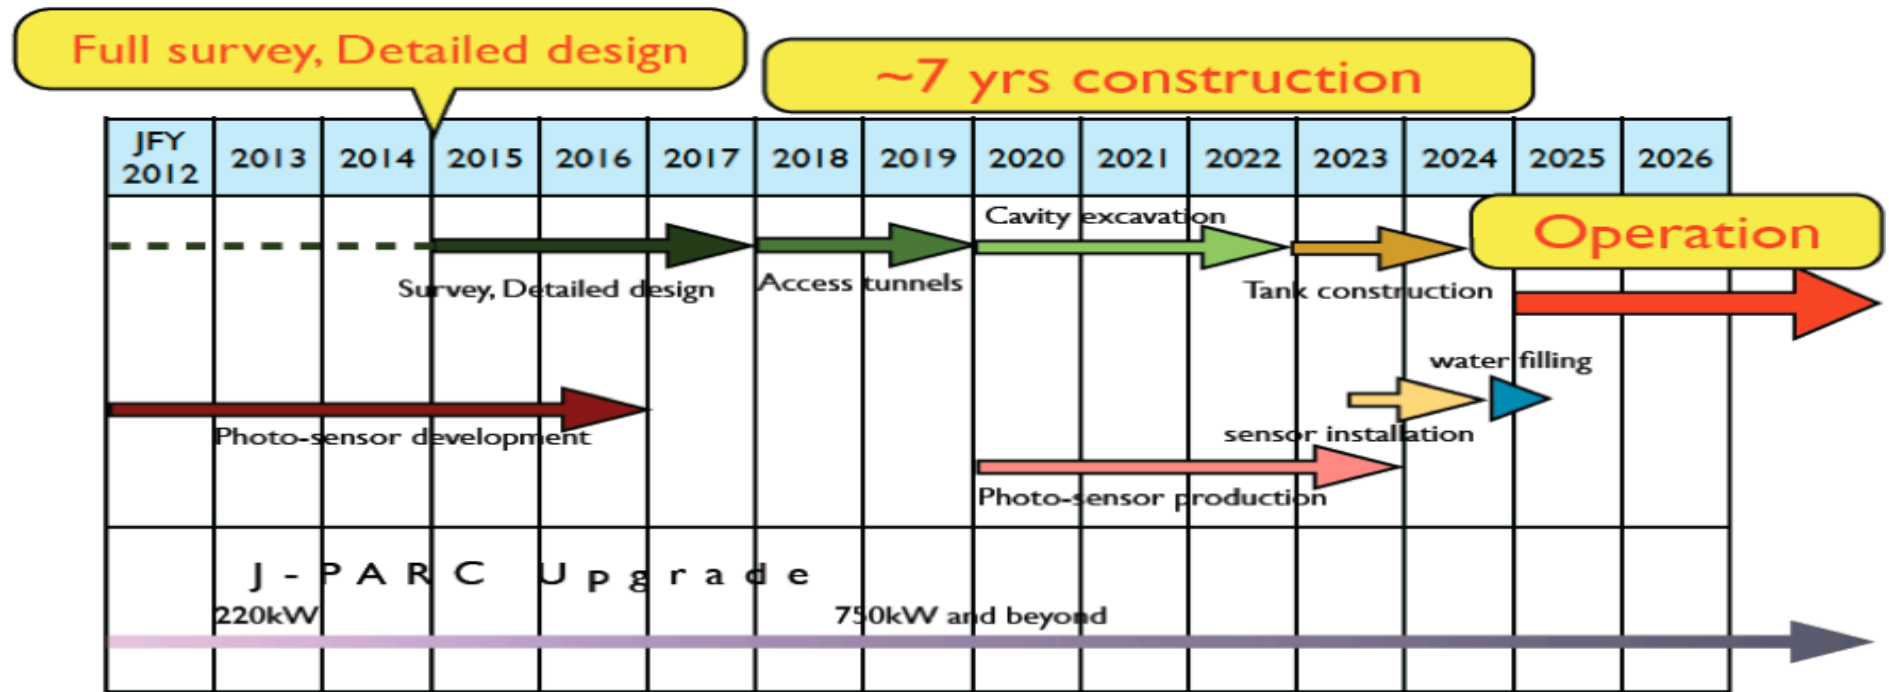 Full survey, Detailed design
~7 yrs construction
JFY
2012
2013
2014
2015
2016
2017
2018
2019
2020
2021
2022
2023
2024
2025
2026
Cavity excavation
Operation
Survey, Detailed design
Access tunnels
Tank construction
water filling
Photo-sensor development
sensor installation
Photo-sensor production
J-PARC Upgrade
220kW
750kW and beyond